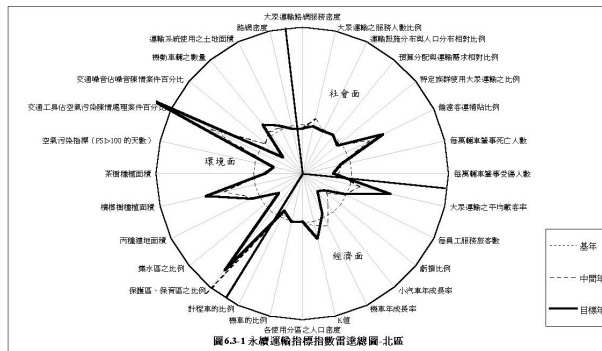 大眾運輸路網服務密度
大眾運輸之服務人數比例
運輸設施分布與人口分布相對比例
預算分配與運輸需求相對比例
特定族群使用大眾運輸之比例
偏遠客運補貼比例
每萬輛車肇事死亡人數
每萬輛車肇事受傷人數
大眾運輸之平均載客率
每員工服務旅客數
虧損比例
小汽車年成長率
機車年成長率
K值
各使用分區之人口密度
機車的比例
計程車的比例
保護區、保育區之比例
集水區之比例
丙種建地面積
檳榔樹種植面積
茶樹種植面積
空氣污染指標(PSI>100 的天數)
交通工具佔空氣污染陳情處理案件百分比
交通噪音佔噪音陳情案件百分比
機動車輛之數量
運輸系統使用之土地面積
路網密度
社會面
環境面
經濟面
基年
中間年
目標年
圖6.3-1 永續運輸指標指數雷達總圖-北區